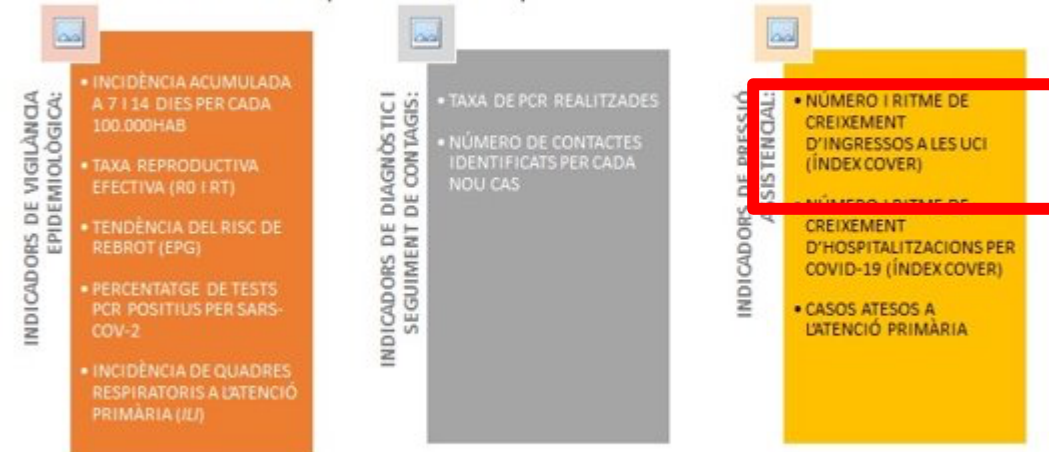 INDICADORS DE VIGILÀNCIA
EPIDEMIOLÒGICA:
• INCIDÈNCIA ACUMULADA
A 7 I 14 DIES PER CADA
100.000HAB
• TAXA REPRODUCTIVA
EFECTIVA (R0 I RT)
• TENDÈNCIA DEL RISC DE
REBROT (EPG)
• PERCENTATGE DE TESTS
PCR POSITIUS PER SARS-
COV-2
• INCIDÈNCIA DE QUADRES
RESPIRATORIS A L'ATENCIÓ
PRIMÀRIA (ILI)
INDICADORS DE DIAGNÒSTIC I
SEGUIMENT DE CONTAGIS:
• TAXA DE PCR REALITZADES
• NÚMERO DE CONTACTES
IDENTIFICATS PER CADA
NOU CAS
INDICADORS DE PRESSIÓ
ASSISTENCIAL:
• NÚMERO I RITME DE
CREIXEMENT
D'INGRESSOS A LES UCI
(ÍNDEX COVER)
• NÚMERO I RITME DE
CREIXEMENT
D'HOSPITALITZACIONS PER
COVID-19 (ÍNDEX COVER)
• CASOS ATESOS A
L'ATENCIÓ PRIMÀRIA